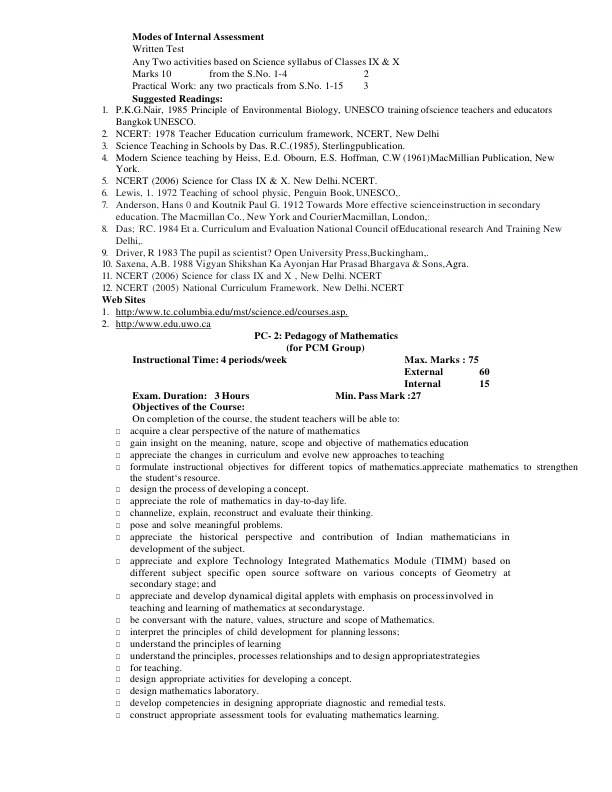 Modes of Internal Assessment
Written Test
Any Two activities based on Science syllabus of Classes IX & X
Marks 10 from the S.No. 1-4 2
Practical Work: any two practicals from S.No. 1-15 3
Suggested Readings:
1. P.K.G.Nair, 1985 Principle of Environmental Biology, UNESCO training ofscience teachers and educators
Bangkok UNESCO.
2. NCERT: 1978 Teacher Education curriculum framework, NCERT, New Delhi
3. Science Teaching in Schools by Das. R.C.(1985), Sterlingpublication.
4. Modern Science teaching by Heiss, E.d. Obourn, E.S. Hoffman, C.W (1961)MacMillian Publication, New
York.
5. NCERT (2006) Science for Class IX & X. New Delhi. NCERT.
6. Lewis, 1. 1972 Teaching of school physic, Penguin Book,UNESCO,.
7. Anderson, Hans 0 and Koutnik Paul G. 1912 Towards More effective scienceinstruction in secondary
education. The Macmillan Co., New York and CourierMacmillan, London,:
8. Das; RC. 1984 Et a. Curriculum and Evaluation National Council ofEducational research And Training New
Delhi,.
9. Driver, R 1983 The pupil as scientist? Open University Press,Buckingham,.
10. Saxena, A.B. 1988 Vigyan Shikshan Ka Ayonjan Har Prasad Bhargava & Sons,Agra.
11. NCERT (2006) Science for class IX and X , New Delhi. NCERT
12. NCERT (2005) National Curriculum Framework. New Delhi. NCERT
Web Sites
1. http:/www.tc.columbia.edu/mst/science.ed/courses.asp.
2. http:/www.edu.uwo.ca
PC- 2: Pedagogy of Mathematics
(for PCM Group)
Instructional Time: 4 periods/week Max. Marks : 75
External 60
Internal 15
Exam. Duration: 3 Hours Min. Pass Mark :27
Objectives of the Course:
On completion of the course, the student teachers will be able to:
□ acquire a clear perspective of the nature of mathematics
□ gain insight on the meaning, nature, scope and objective of mathematics education
□ appreciate the changes in curriculum and evolve new approaches to teaching
□ formulate instructional objectives for different topics of mathematics.appreciate mathematics to strengthen
the student's resource.
□ design the process of developing a concept.
□ appreciate the role of mathematics in day-to-day life.
□ channelize, explain, reconstruct and evaluate their thinking.
□ pose and solve meaningful problems.
□ appreciate the historical perspective and contribution of Indian mathematicians in
development of the subject.
□ appreciate and explore Technology Integrated Mathematics Module (TIMM) based on
different subject specific open source software on various concepts of Geometry at
secondary stage; and
□ appreciate and develop dynamical digital applets with emphasis on processinvolved in
teaching and learning of mathematics at secondarystage.
□ be conversant with the nature, values, structure and scope of Mathematics.
□ interpret the principles of child development for planning lessons;
□ understand the principles of learning
□ understand the principles, processes relationships and to design appropriatestrategies
□ for teaching.
□ design appropriate activities for developing a concept.
□ design mathematics laboratory.
□ develop competencies in designing appropriate diagnostic and remedial tests.
□ construct appropriate assessment tools for evaluating mathematics learning.